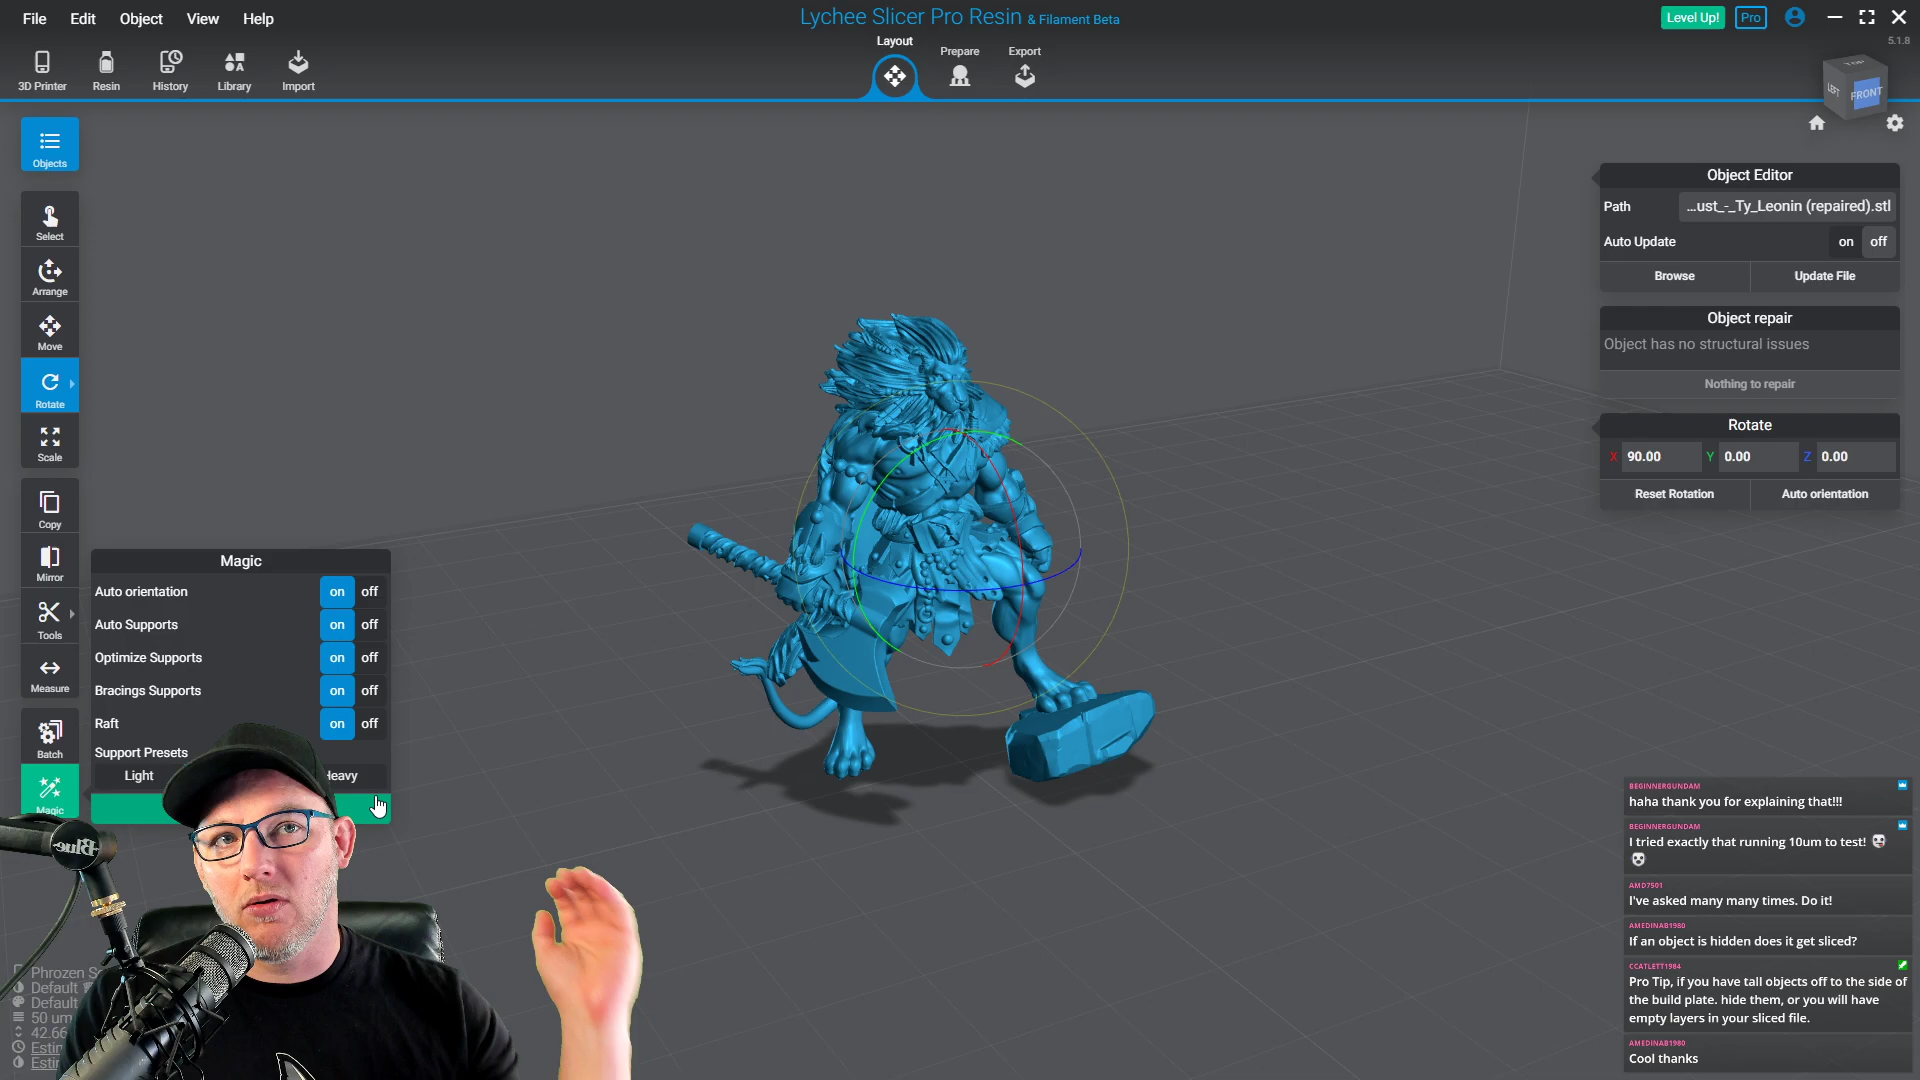 File Edit Object View Help
Lychee Slicer Pro Resin & Filament Beta
Level Up! Pro
5.1.8
3D Printer Resin History Library Import
Layout Prepare Export
TOP
LEFT FRONT
Objects
Select
Arrange
Move
Rotate
Scale
Copy
Mirror
Tools
Measure
Batch
Magic
Magic
Auto orientation on off
Auto Supports on off
Optimize Supports on off
Bracings Supports on off
Raft on off
Support Presets
Light
Object Editor
Path ...ust_-_Ty_Leonin (repaired).stl
Auto Update on off
Browse Update File
Object repair
Object has no structural issues
Nothing to repair
Rotate
X 90.00 Y 0.00 Z 0.00
Reset Rotation Auto orientation
Phrozen
Default
Default
50 um
42.66
Blue
BEGINNERGUNDAM
haha thank you for explaining that!!!
BEGINNERGUNDAM
I tried exactly that running 10um to test!
AMD7501
I've asked many many times. Do it!
AMEDINAB1980
If an object is hidden does it get sliced?
CCATLETT1984
Pro Tip, if you have tall objects off to the side of
the build plate. hide them, or you will have
empty layers in your sliced file.
AMEDINAB1980
Cool thanks